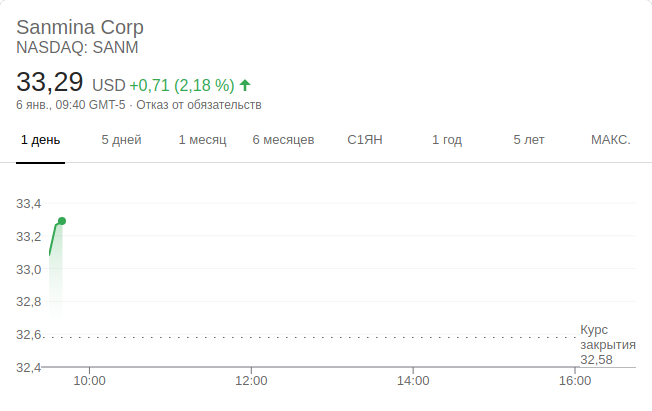 Sanmina Corp
NASDAQ: SANM
33,29 USD +0,71 (2,18 %)
6 янв., 09:40 GMT-5 · Отказ от обязательств
1 день 5 дней 1 месяц 6 месяцев С1ЯН 1 год 5 лет МАКС.
33,4
33,2
33,0
32,8
32,6
32,4
Курс
закрытия
32,58
10:00 12:00 14:00 16:00